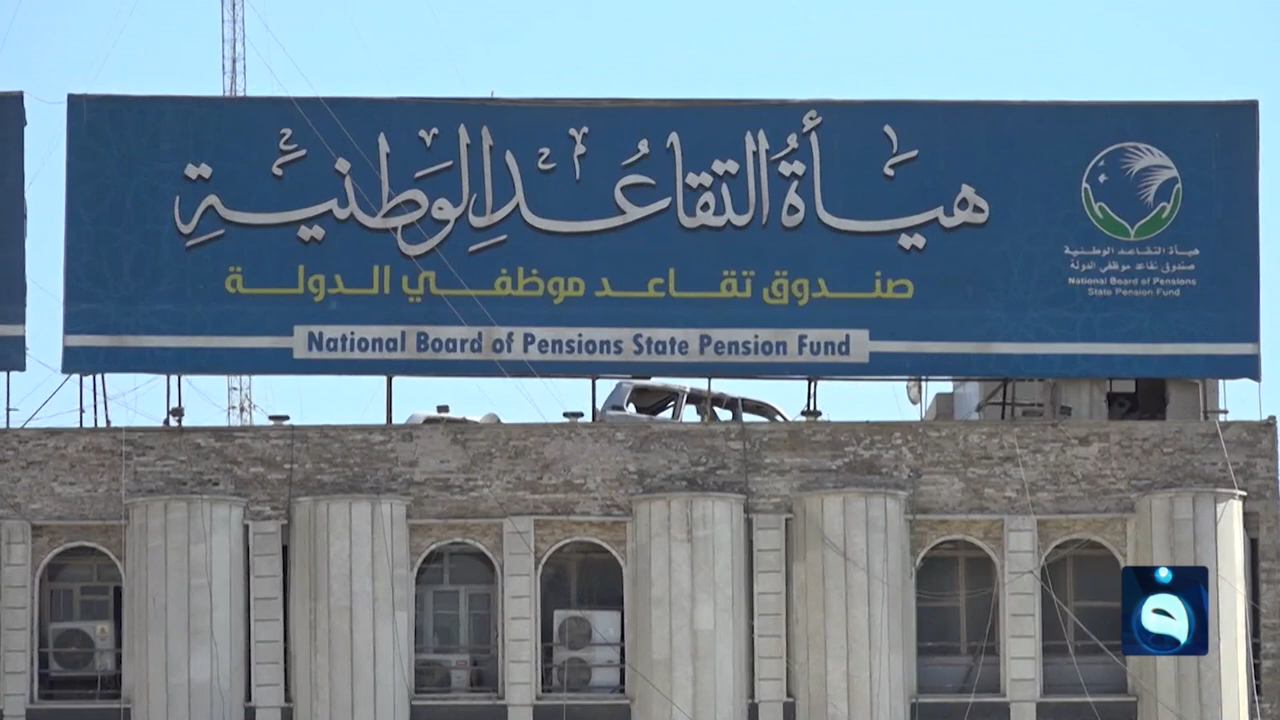 هيأة التقاعد الوطنية
صندوق تقاعد موظفي الدولة
National Board of Pensions State Pension Fund
هيأة التقاعد الوطنية
صندوق تقاعد موظفي الدولة
National Board of Pensions
State Pension Fund